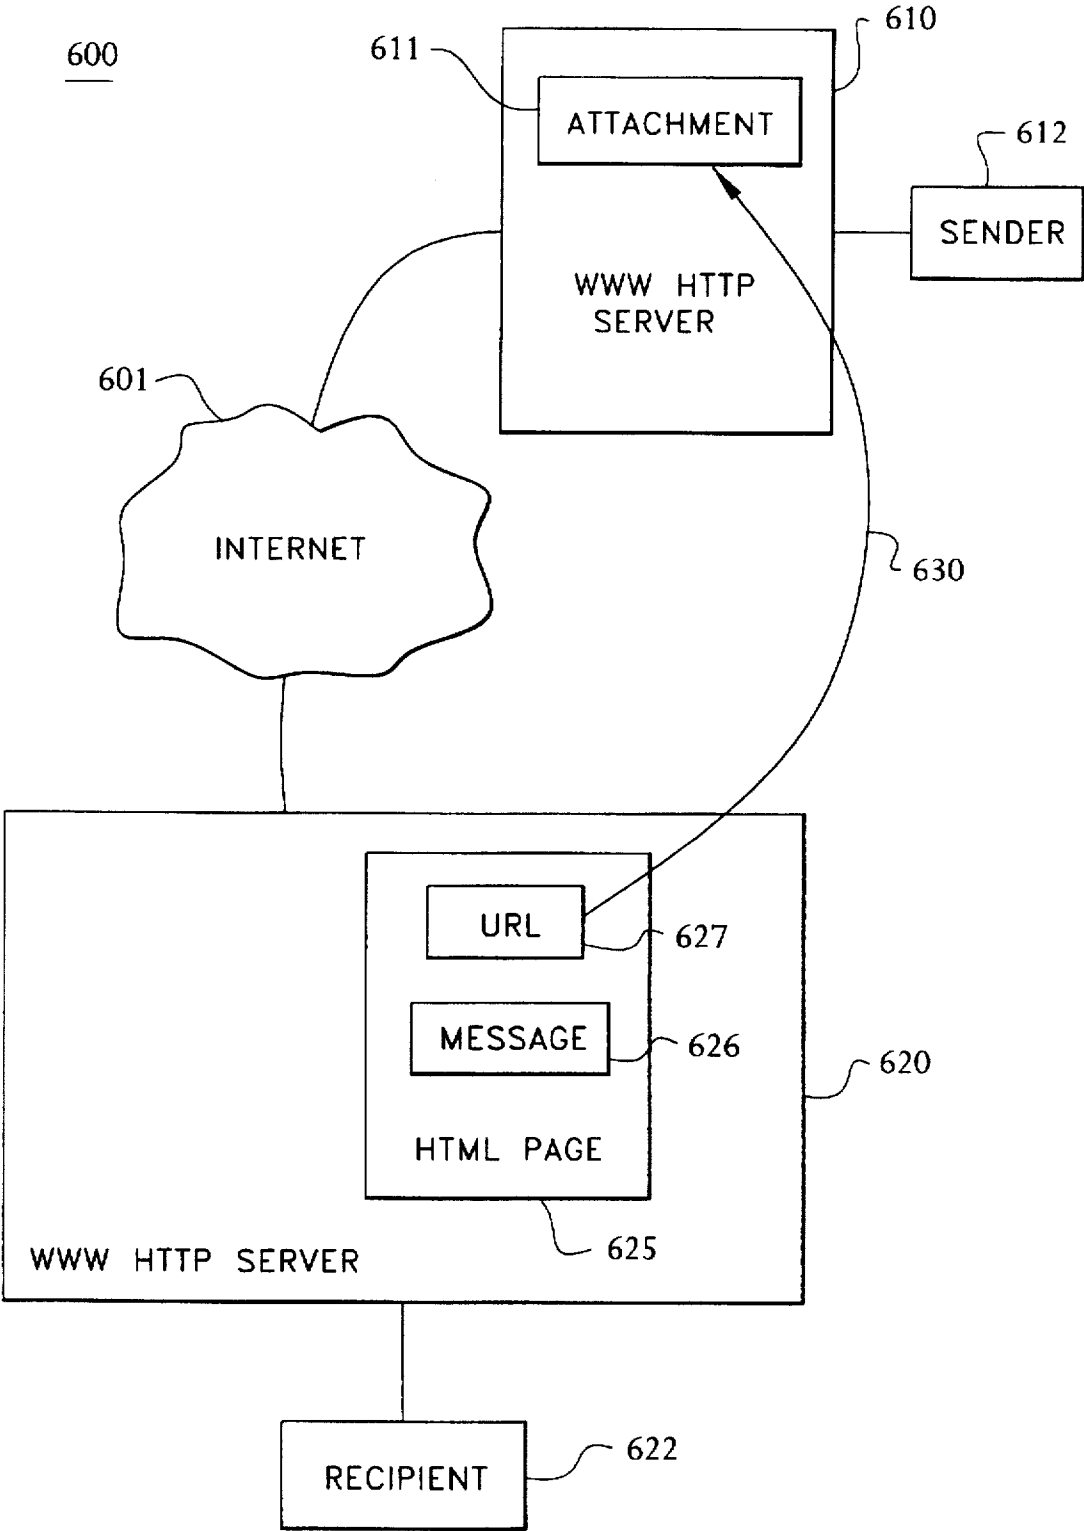 600
611
610
ATTACHMENT
612
SENDER
WWW HTTP
SERVER
601
INTERNET
630
URL
627
MESSAGE
626
620
HTML PAGE
625
WWW HTTP SERVER
622
RECIPIENT